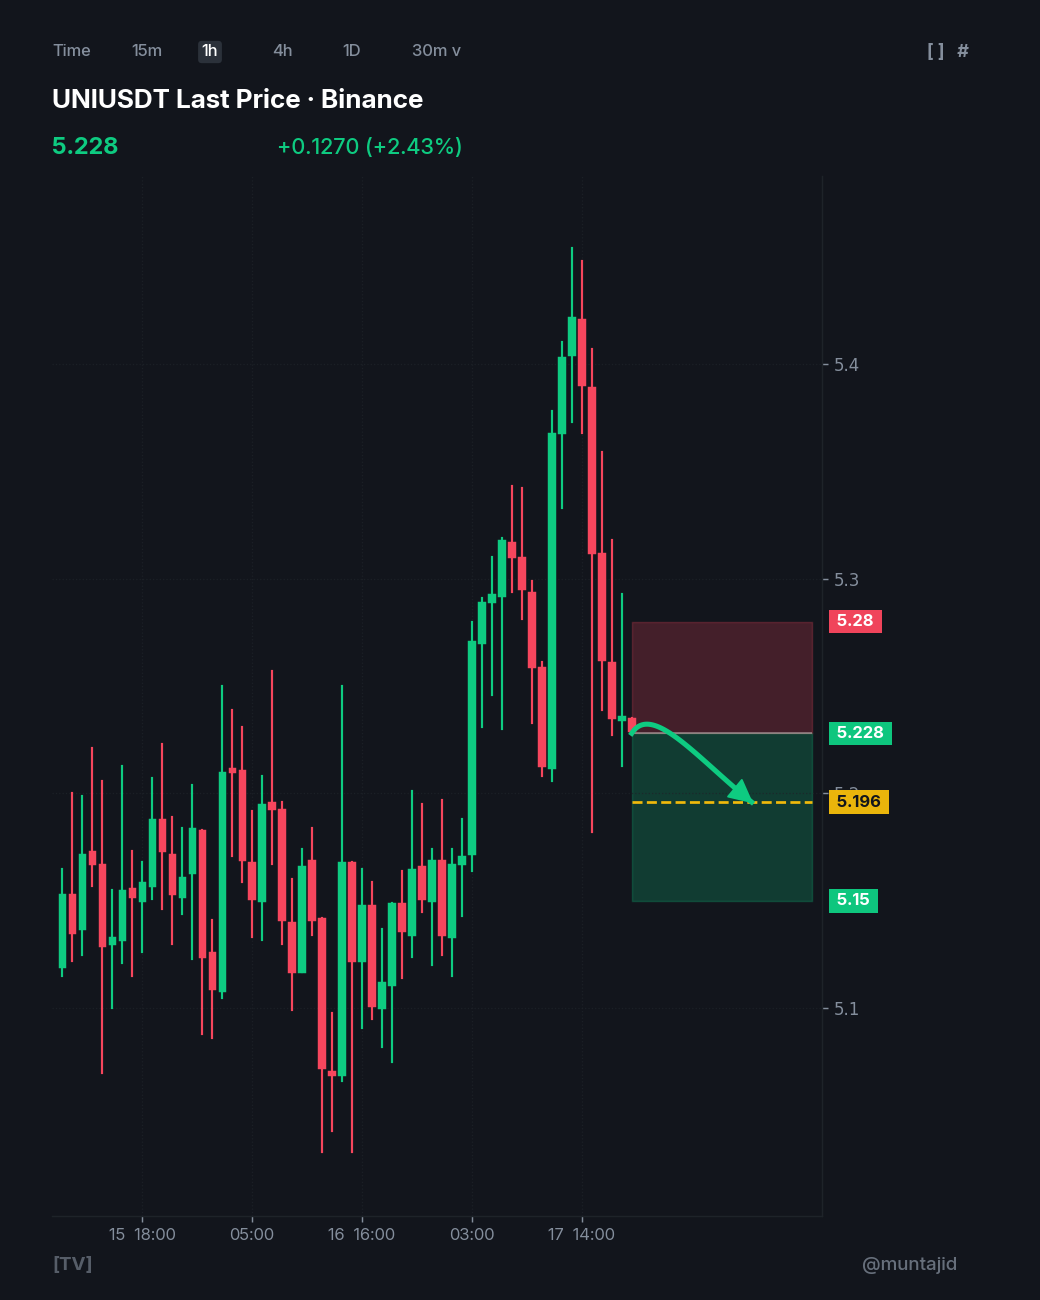 Time 15m 1h 4h 1D 30m v [ ] #
UNIUSDT Last Price · Binance
5.228 +0.1270 (+2.43%)
5.4
5.3
5.28
5.228
5.196
5.15
5.1
15 18:00 05:00 16 16:00 03:00 17 14:00
[TV] @muntajid